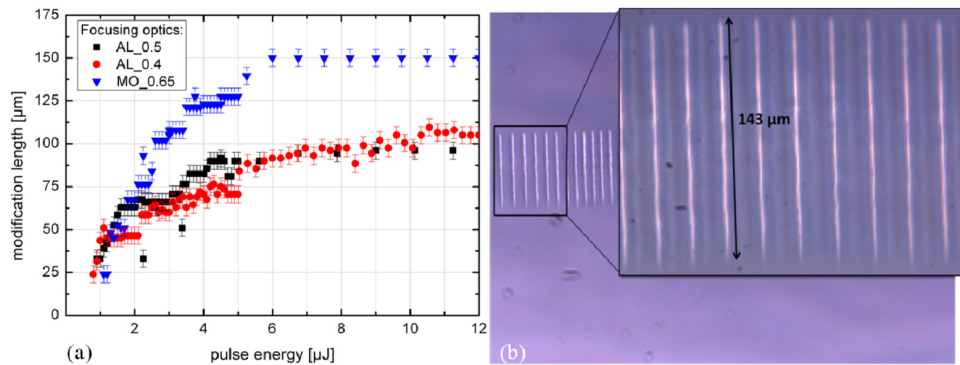 175
150
125
100
75
50
25
0
modification length [µm]
Focusing optics:
AL_0.5
AL_0.4
MO_0.65
2
4
6
8
10
12
pulse energy [µJ]
(a)
143 µm
(b)